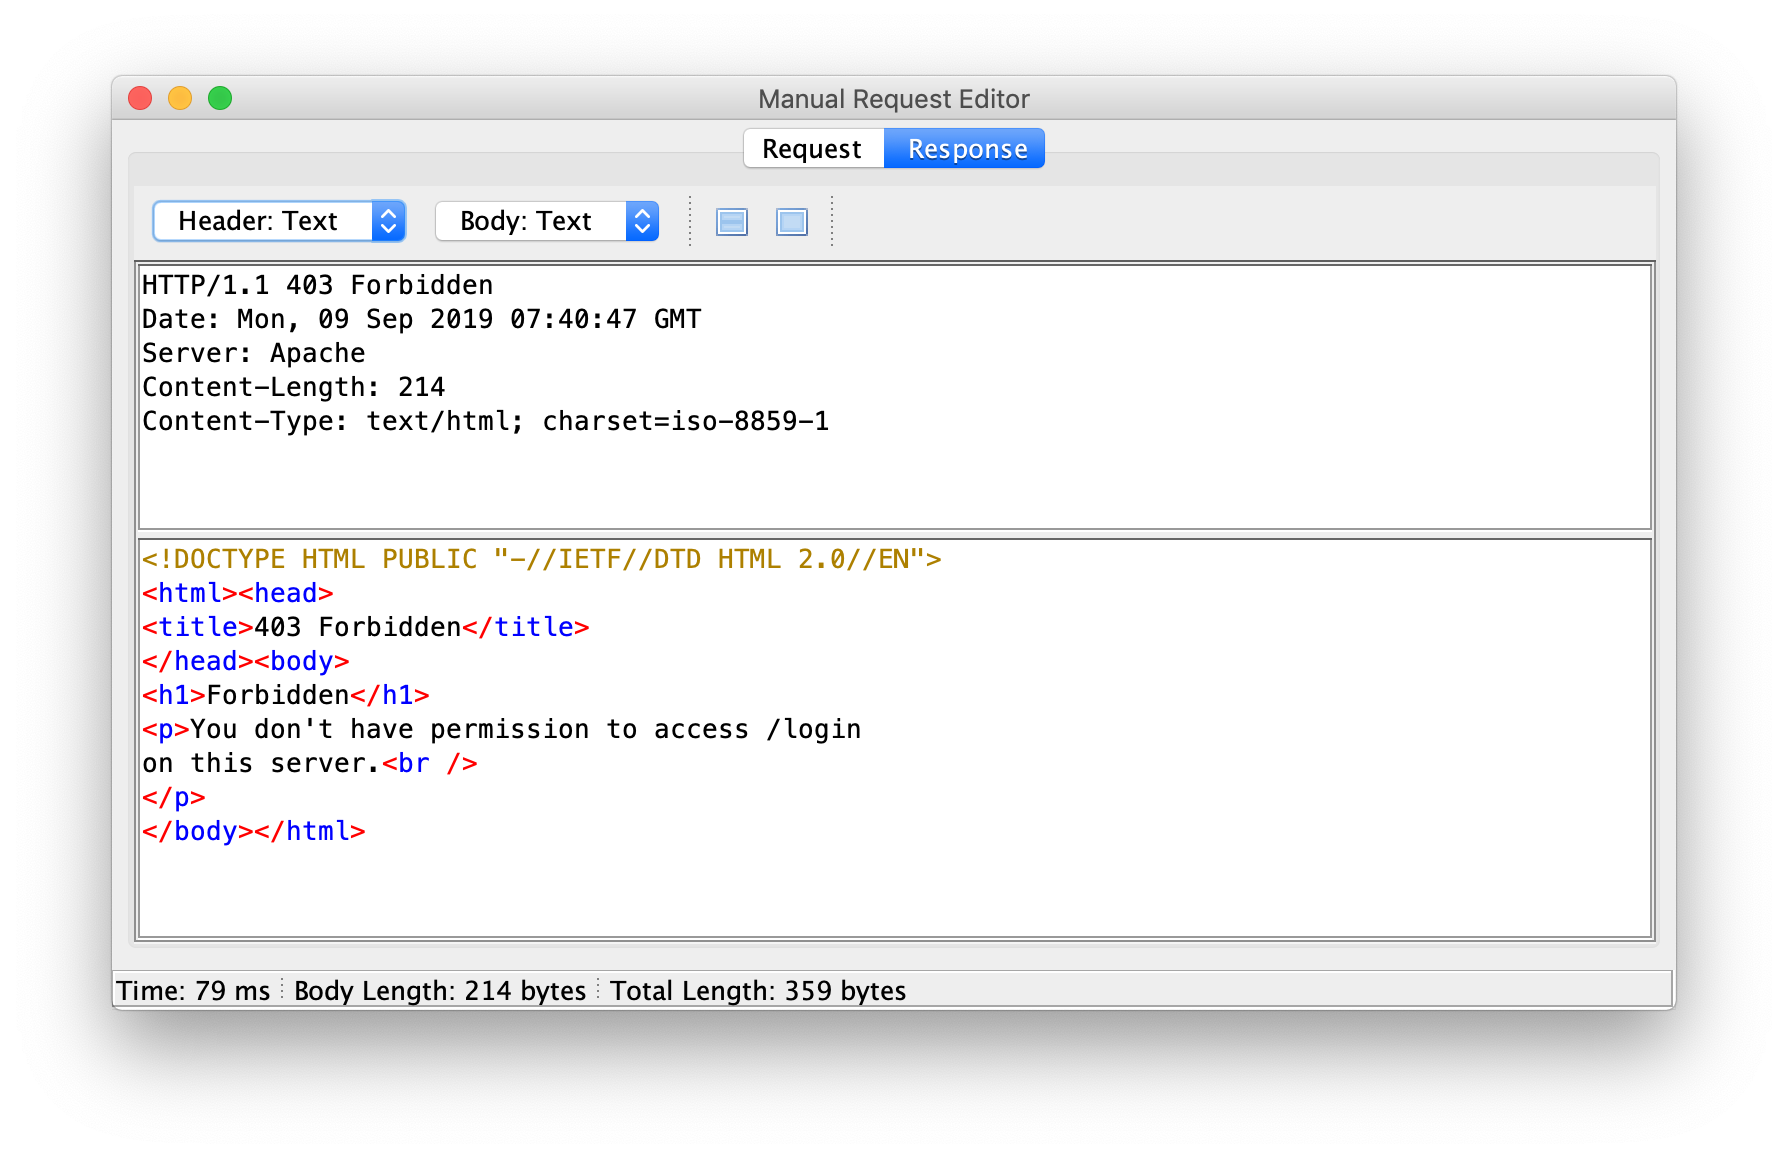 Manual Request Editor
Request Response
Header: Text Body: Text
HTTP/1.1 403 Forbidden
Date: Mon, 09 Sep 2019 07:40:47 GMT
Server: Apache
Content-Length: 214
Content-Type: text/html; charset=iso-8859-1
<!DOCTYPE HTML PUBLIC "-//IETF//DTD HTML 2.0//EN">
<html><head>
<title>403 Forbidden</title>
</head><body>
<h1>Forbidden</h1>
<p>You don't have permission to access /login
on this server.<br />
</p>
</body></html>
Time: 79 ms Body Length: 214 bytes Total Length: 359 bytes